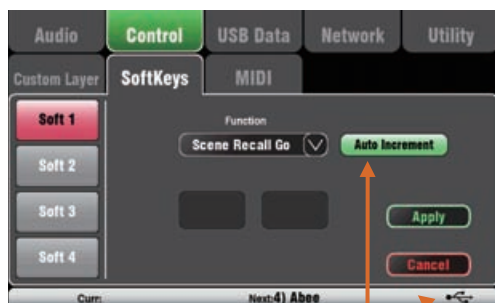 Audio Control USB Data Network Utility
Custom Layer SoftKeys MIDI
Soft 1
Function
Scene Recall Go Auto Increment
Soft 2
Soft 3 Apply
Soft 4 Cancel
Curr: Next:4) Abee